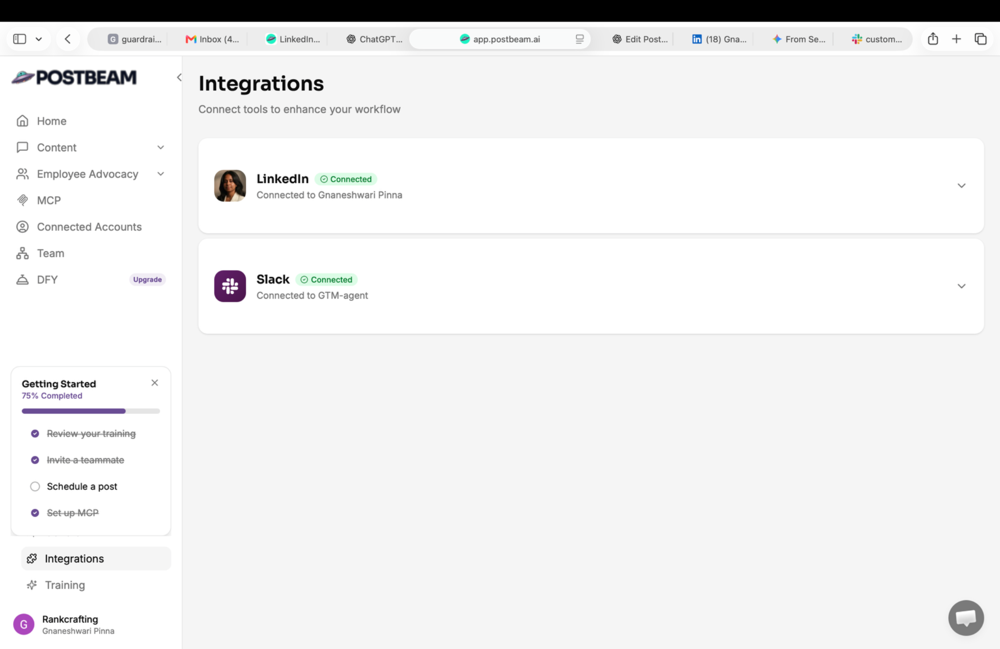 guardrai...
Inbox (4...
LinkedIn...
ChatGPT...
app.postbeam.ai
Edit Post...
(18) Gna...
From Se...
custom...
POSTBEAM
Home
Content
Employee Advocacy
MCP
Connected Accounts
Team
DFY Upgrade
Getting Started
75% Completed
Review your training
Invite a teammate
Schedule a post
Set up MCP
Integrations
Training
G
Rankcrafting
Gnaneshwari Pinna
Integrations
Connect tools to enhance your workflow
LinkedIn Connected
Connected to Gnaneshwari Pinna
Slack Connected
Connected to GTM-agent